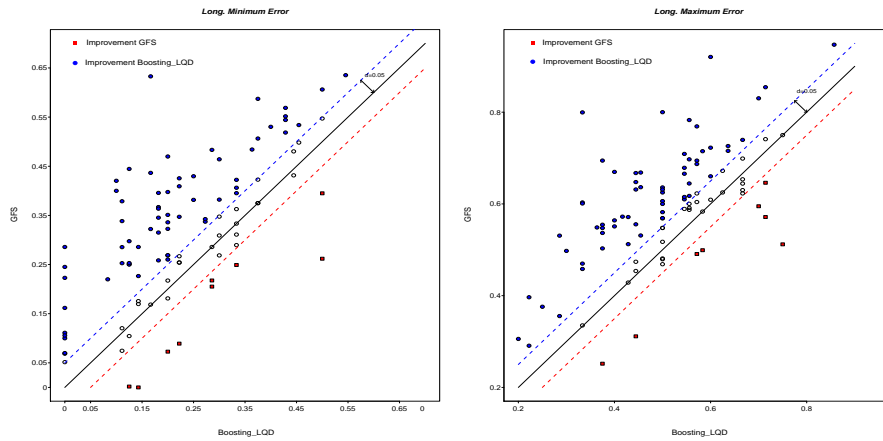 Long. Minimum Error
Improvement GFS
Improvement Boosting_LQD
d=0.05
GFS
0.65
0.55
0.45
0.35
0.25
0.15
0.05
0
0 0.05 0.15 0.25 0.35 0.45 0.55 0.65 0
Boosting_LQD
Long. Maximum Error
Improvement GFS
Improvement Boosting_LQD
d=0.05
GFS
0.8
0.6
0.4
0.2
0.2 0.4 0.6 0.8
Boosting_LQD